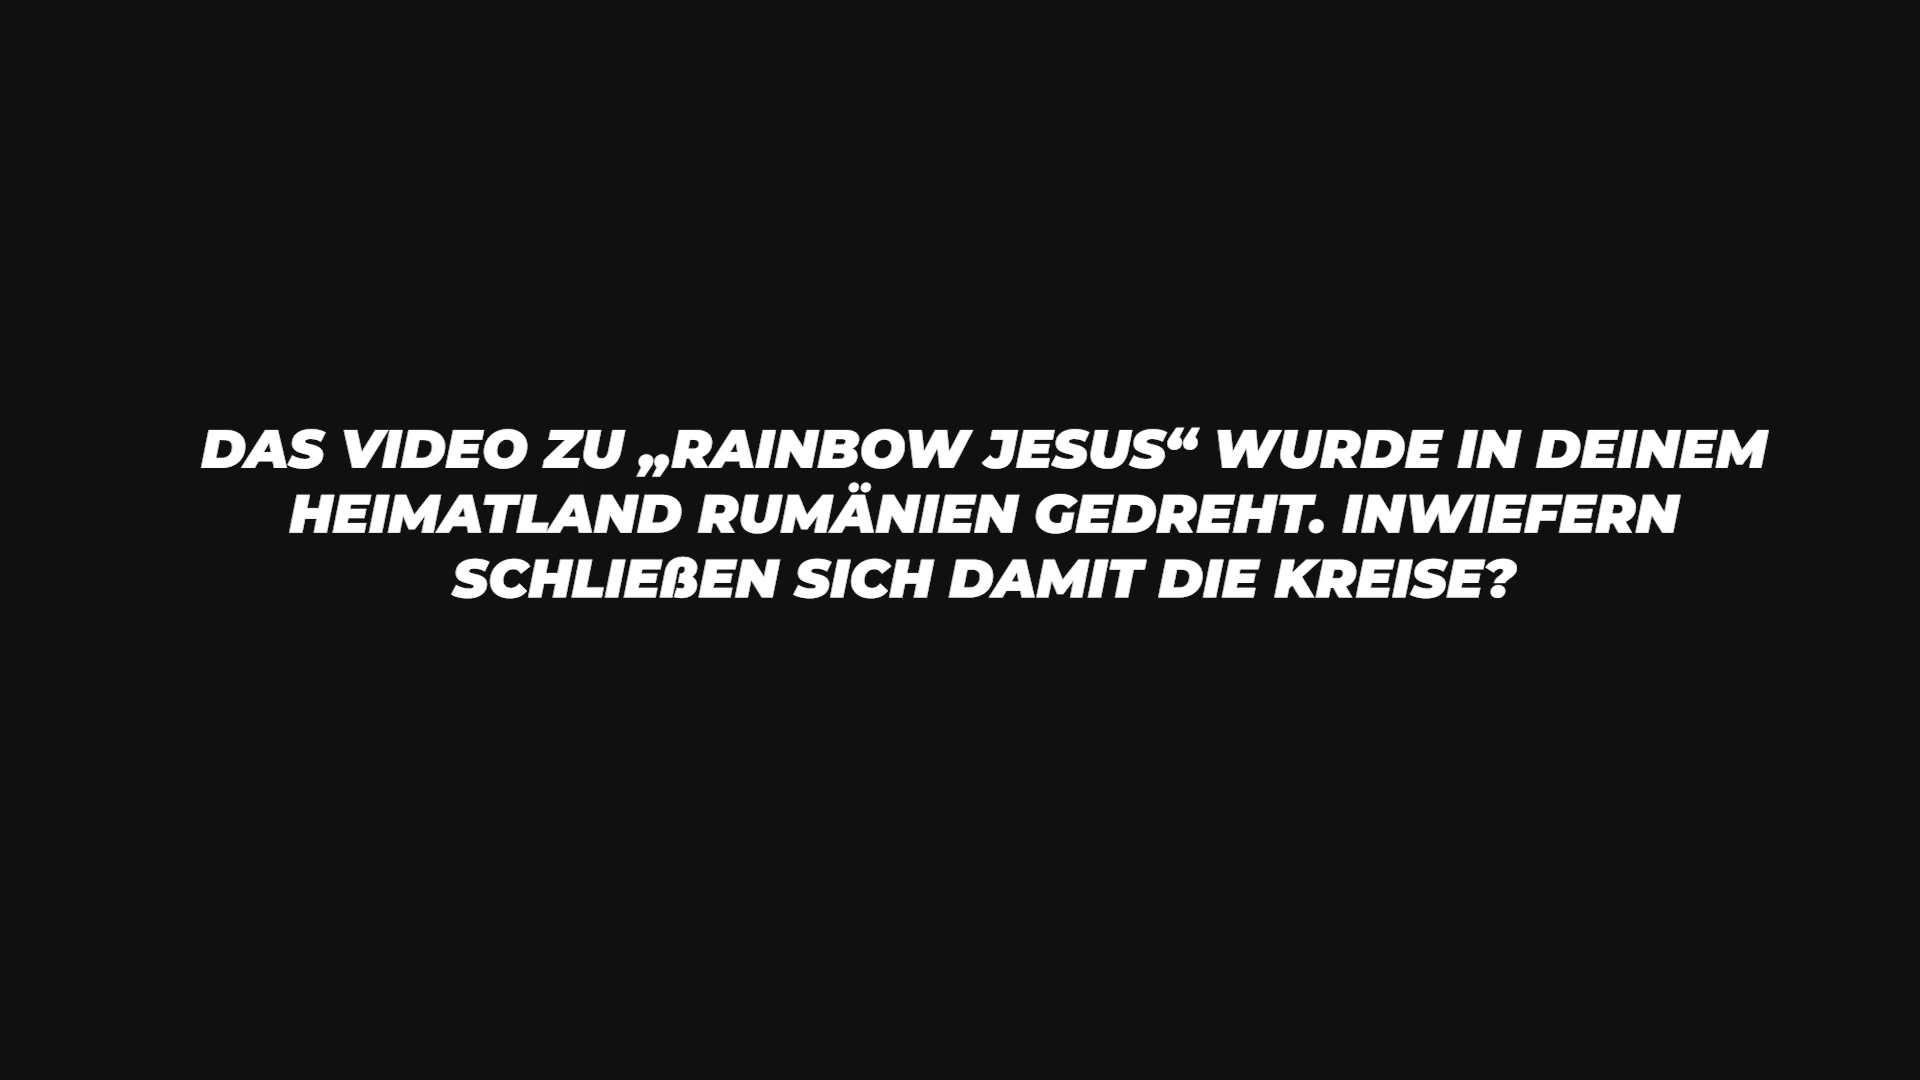 DAS VIDEO ZU „RAINBOW JESUS“ WURDE IN DEINEM
HEIMATLAND RUMÄNIEN GEDREHT. INWIEFERN
SCHLIEßEN SICH DAMIT DIE KREISE?